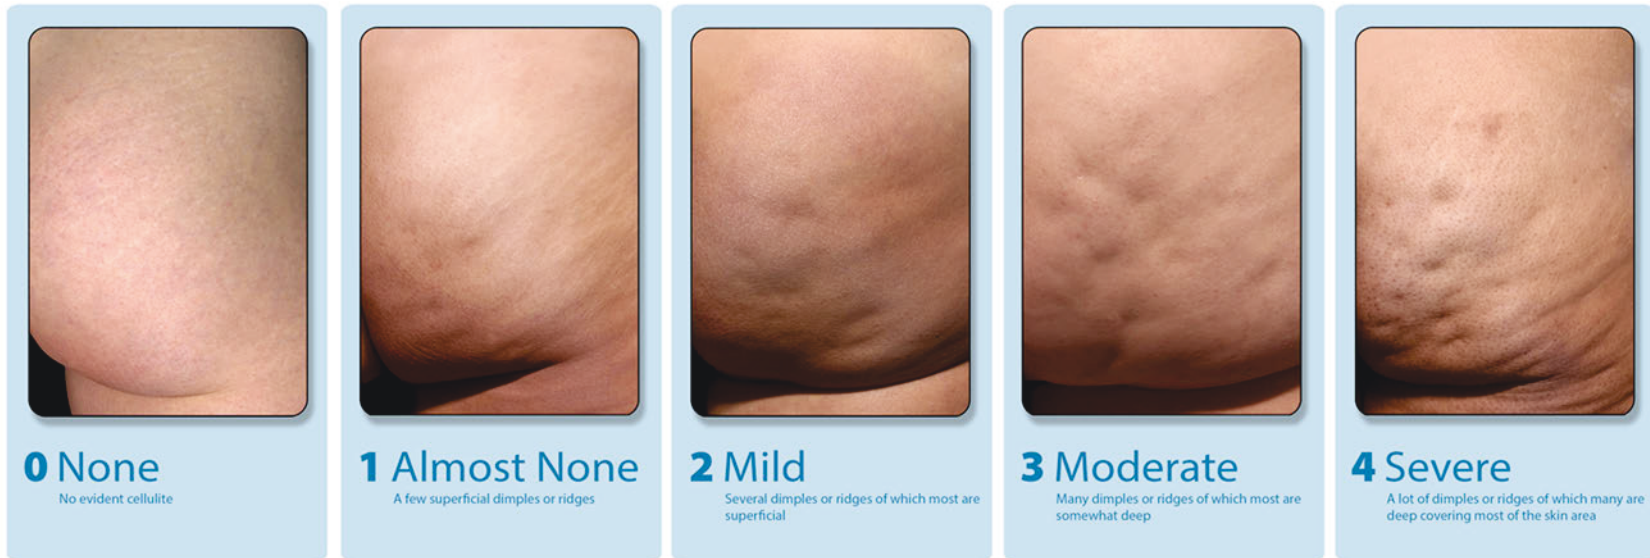 0 None
No evident cellulite
1 Almost None
A few superficial dimples or ridges
2 Mild
Several dimples or ridges of which most are
superficial
3 Moderate
Many dimples or ridges of which most are
somewhat deep
4 Severe
A lot of dimples or ridges of which many are
deep covering most of the skin area